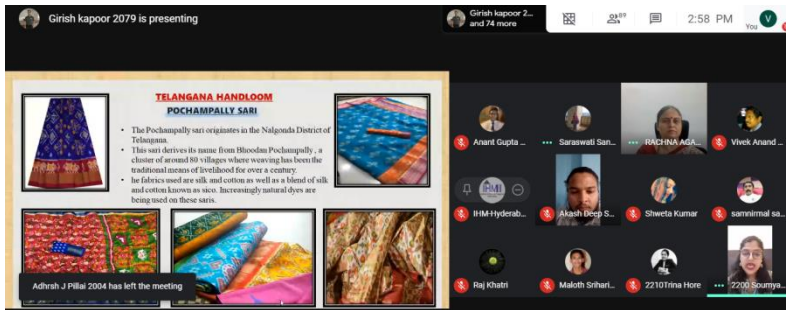 Girish kapoor 2079 is presenting
Girish kapoor 2...
and 74 more
89
2:58 PM
You
V
TELANGANA HANDLOOM
POCHAMPALLY SARI
• The Pochampally sari originates in the Nalgonda District of
Telangana.
• This sari derives its name from Bhoodan Pochampally , a
cluster of around 80 villages where weaving has been the
traditional means of livelihood for over a century.
• he fabrics used are silk and cotton as well as a blend of silk
and cotton known as sico. Increasingly natural dyes are
being used on these saris.
Adhrsh J Pillai 2004 has left the meeting
Anant Gupta ...
Saraswati San...
RACHNA AGA...
Vivek Anand ...
IHM
IHM-Hyderab...
Akash Deep S...
Shweta Kumar
samnirmal sa...
Raj Khatri
Maloth Srihari...
2210Trina Hore
2200 Soumya...